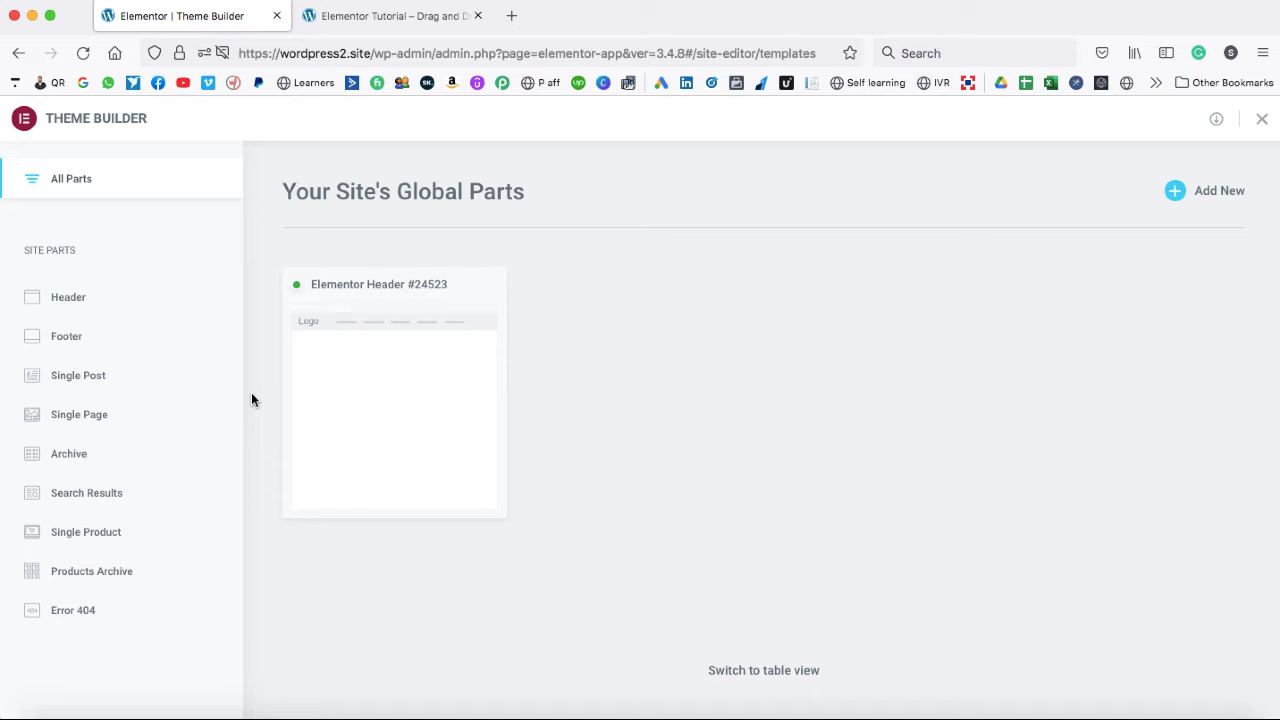 Elementor | Theme Builder
Elementor Tutorial – Drag and D
https://wordpress2.site/wp-admin/admin.php?page=elementor-app&ver=3.4.8#/site-editor/templates
Search
S
QR
Learners
P aff
Self learning
IVR
Other Bookmarks
THEME BUILDER
All Parts
Your Site's Global Parts
Add New
SITE PARTS
Elementor Header #24523
Header
Logo
Footer
Single Post
Single Page
Archive
Search Results
Single Product
Products Archive
Error 404
Switch to table view